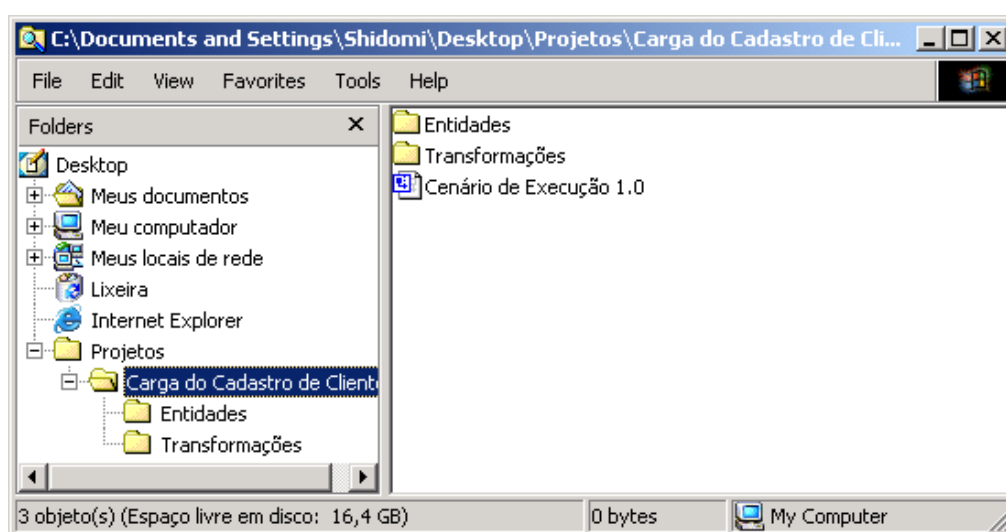 C:\Documents and Settings\Shidomi\Desktop\Projetos\Carga do Cadastro de Cli...
File Edit View Favorites Tools Help
Folders
Desktop
Meus documentos
Meu computador
Meus locais de rede
Lixeira
Internet Explorer
Projetos
Carga do Cadastro de Cliente
Entidades
Transformações
Entidades
Transformações
Cenário de Execução 1.0
3 objeto(s) (Espaço livre em disco: 16,4 GB) 0 bytes My Computer